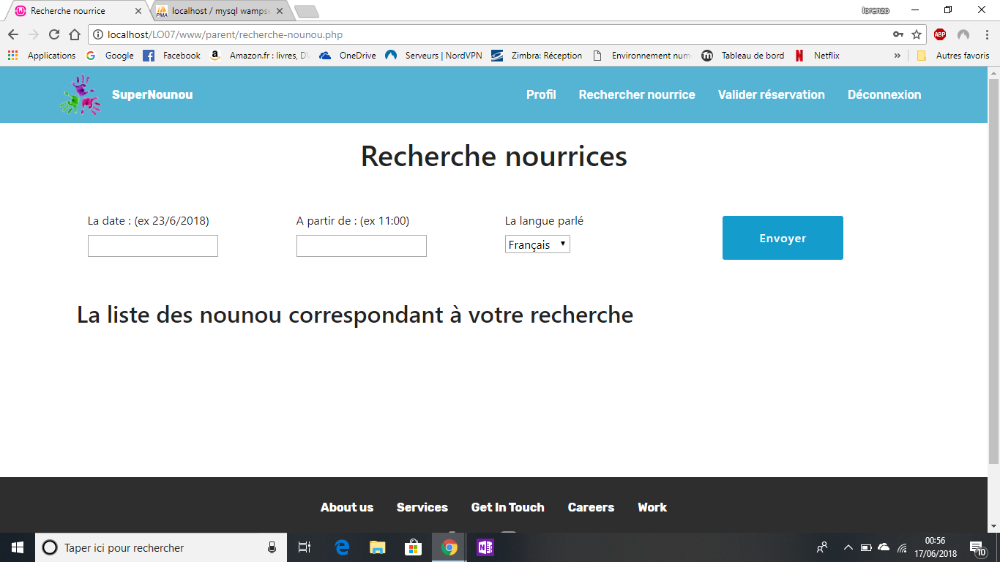 Recherche nourrice
localhost / mysql wampse
lorenzo
localhost/LO07/www/parent/recherche-nounou.php
ABP
Applications Google Facebook Amazon.fr : livres, DV OneDrive Serveurs | NordVPN Zimbra: Réception Environnement num Tableau de bord Netflix » Autres favoris
SuperNounou Profil Rechercher nourrice Valider réservation Déconnexion
Recherche nourrices
La date : (ex 23/6/2018) A partir de : (ex 11:00) La langue parlé
Français
Envoyer
La liste des nounou correspondant à votre recherche
About us Services Get In Touch Careers Work
Taper ici pour rechercher
00:56
17/06/2018
10